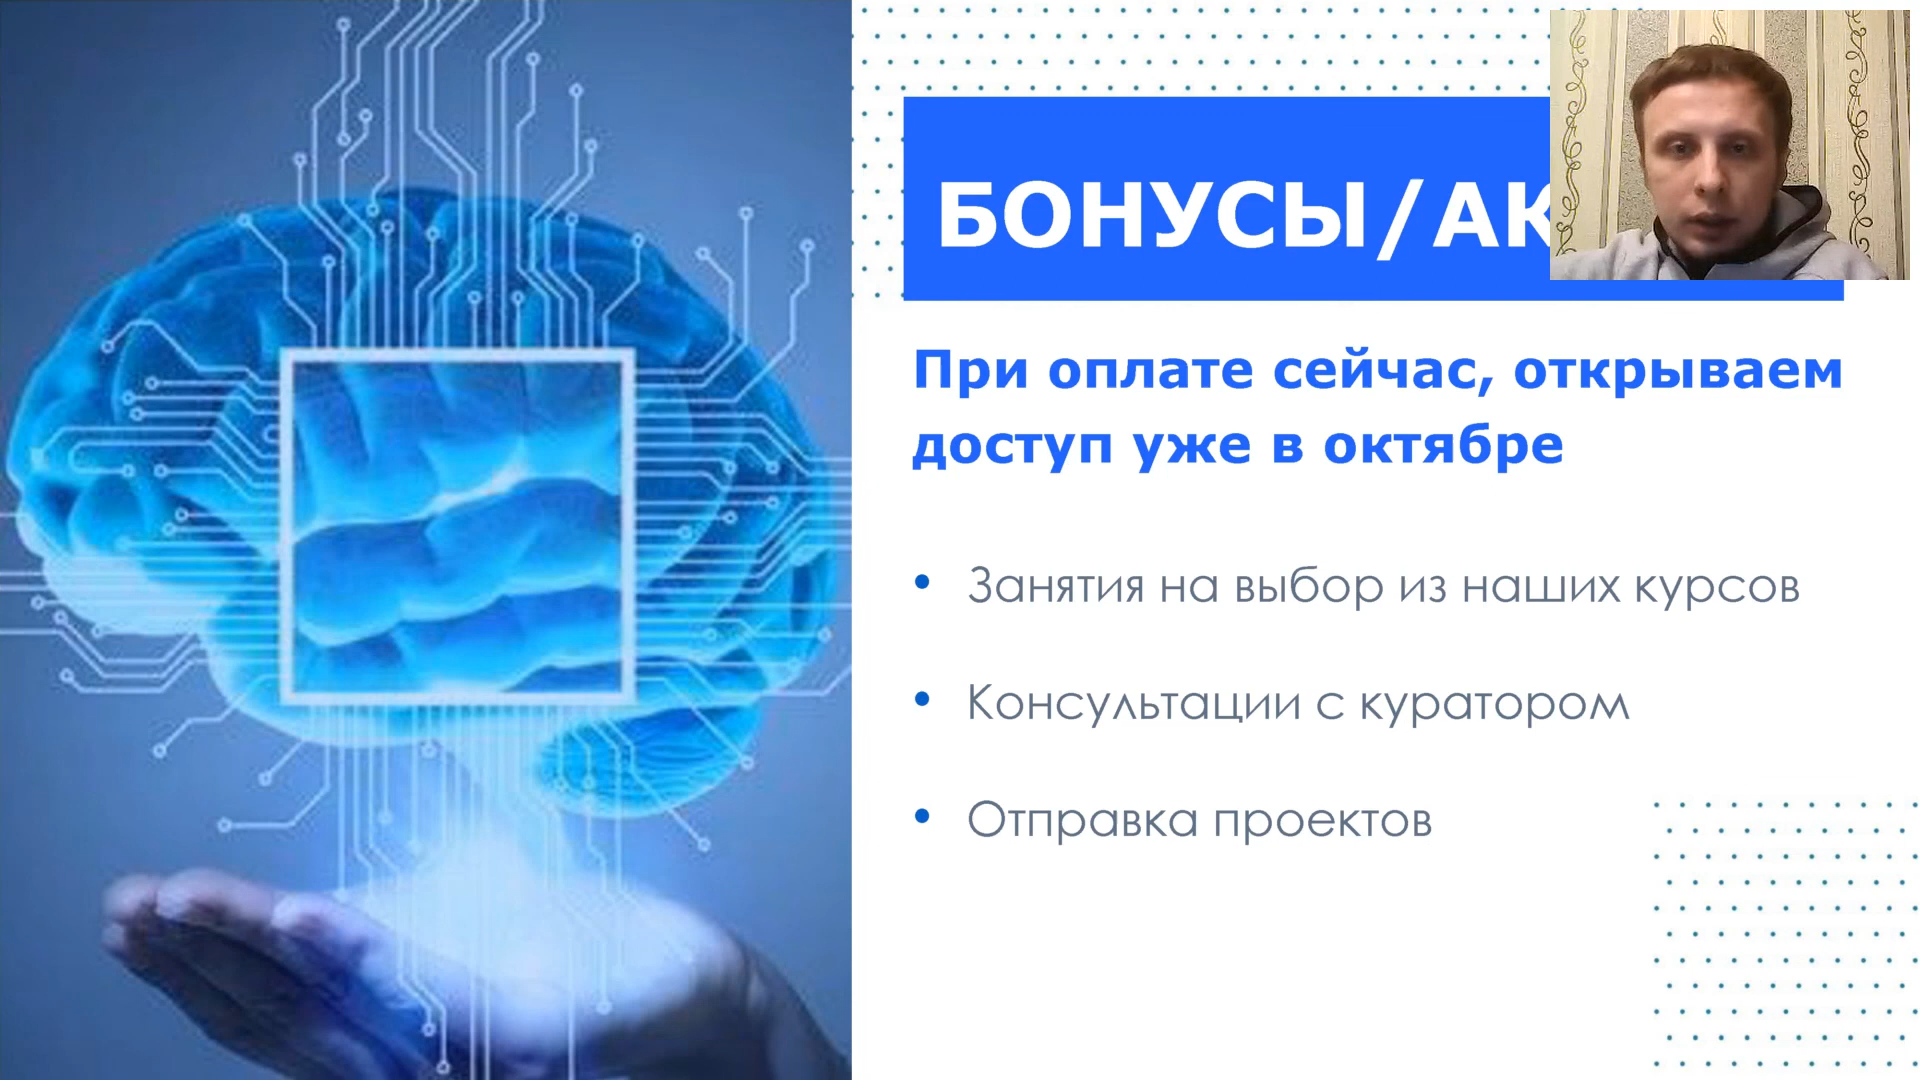 БОНУСЫ/АК
При оплате сейчас, открываем
доступ уже в октябре
• Занятия на выбор из наших курсов
• Консультации с куратором
• Отправка проектов